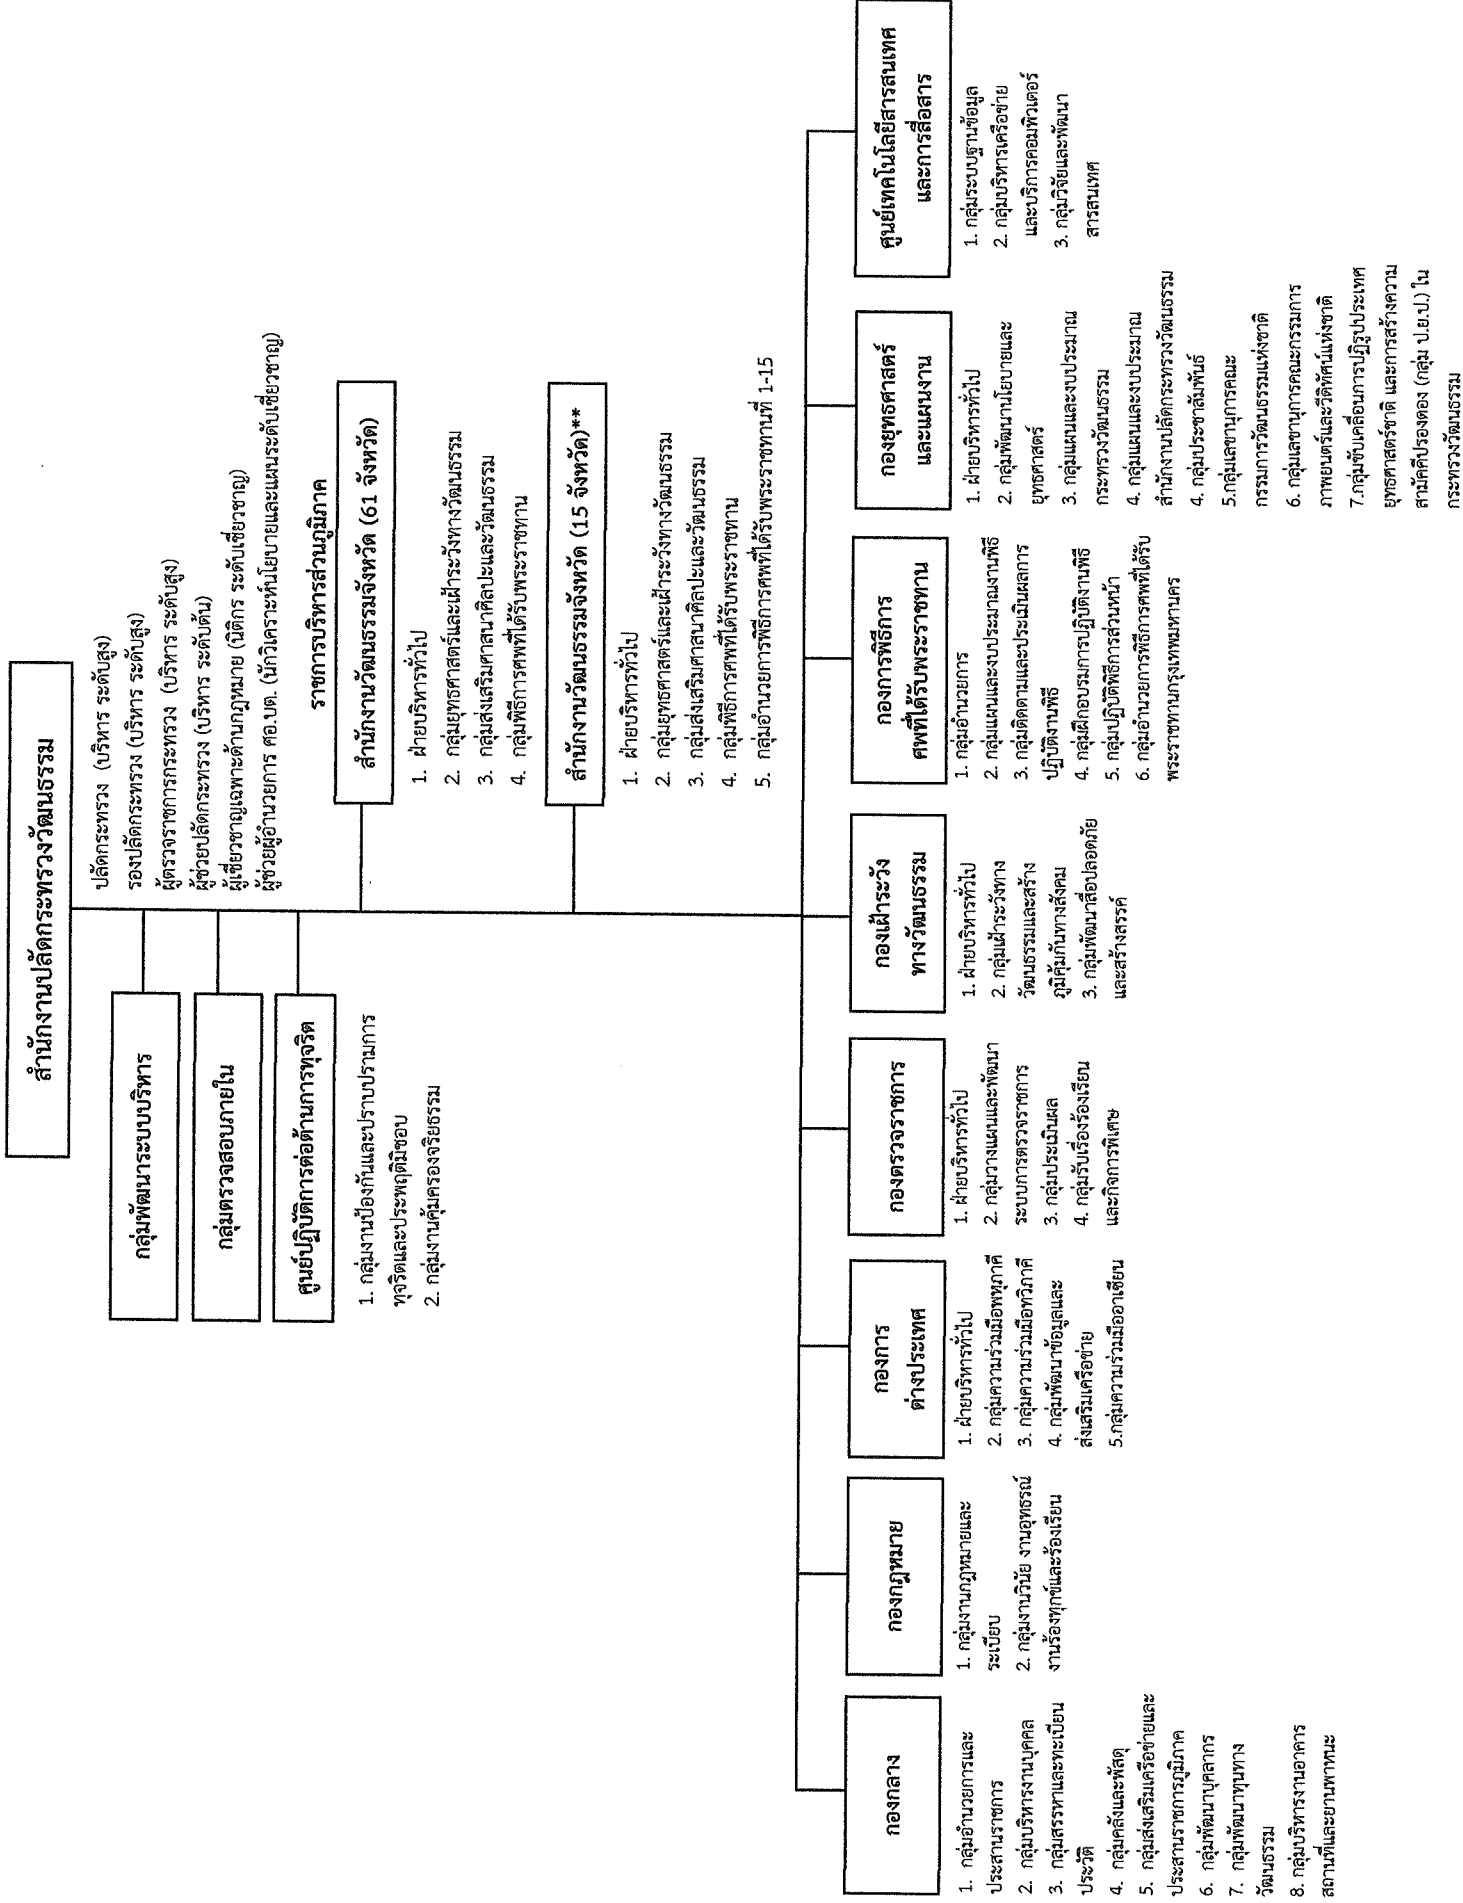 สำนักงานปลัดกระทรวงวัฒนธรรม
ปลัดกระทรวง (บริหาร ระดับสูง)
รองปลัดกระทรวง (บริหาร ระดับสูง)
ผู้ตรวจราชการกระทรวง (บริหาร ระดับสูง)
ผู้ช่วยปลัดกระทรวง (บริหาร ระดับต้น)
ผู้เชี่ยวชาญเฉพาะด้านกฎหมาย (นิติกร ระดับเชี่ยวชาญ)
ผู้ช่วยผู้อำนวยการ ศอ.บต. (นักวิเคราะห์นโยบายและแผนระดับเชี่ยวชาญ)
กลุ่มพัฒนาระบบบริหาร
กลุ่มตรวจสอบภายใน
ศูนย์ปฏิบัติการต่อต้านการทุจริต
1. กลุ่มงานป้องกันและปราบปรามการ
ทุจริตและประพฤติมิชอบ
2. กลุ่มงานคุ้มครองจริยธรรม
ราชการบริหารส่วนภูมิภาค
สำนักงานวัฒนธรรมจังหวัด (61 จังหวัด)
1. ฝ่ายบริหารทั่วไป
2. กลุ่มยุทธศาสตร์และเฝ้าระวังทางวัฒนธรรม
3. กลุ่มส่งเสริมศาสนาศิลปะและวัฒนธรรม
4. กลุ่มพิธีการศพที่ได้รับพระราชทาน
สำนักงานวัฒนธรรมจังหวัด (15 จังหวัด)**
1. ฝ่ายบริหารทั่วไป
2. กลุ่มยุทธศาสตร์และเฝ้าระวังทางวัฒนธรรม
3. กลุ่มส่งเสริมศาสนาศิลปะและวัฒนธรรม
4. กลุ่มพิธีการศพที่ได้รับพระราชทาน
5. กลุ่มอำนวยการพิธีการศพที่ได้รับพระราชทานที่ 1-15
กองกลาง
1. กลุ่มอำนวยการและ
ประสานราชการ
2. กลุ่มบริหารงานบุคคล
3. กลุ่มสรรหาและทะเบียน
ประวัติ
4. กลุ่มคลังและพัสดุ
5. กลุ่มส่งเสริมเครือข่ายและ
ประสานราชการภูมิภาค
6. กลุ่มพัฒนาบุคลากร
7. กลุ่มพัฒนาทุนทาง
วัฒนธรรม
8. กลุ่มบริหารงานอาคาร
สถานที่และยานพาหนะ
กองกฎหมาย
1. กลุ่มงานกฎหมายและ
ระเบียบ
2. กลุ่มงานวินัย งานอุทธรณ์
งานร้องทุกข์และร้องเรียน
กองการ
ต่างประเทศ
1. ฝ่ายบริหารทั่วไป
2. กลุ่มความร่วมมือพหุภาคี
3. กลุ่มความร่วมมือทวิภาคี
4. กลุ่มพัฒนาข้อมูลและ
ส่งเสริมเครือข่าย
5.กลุ่มความร่วมมืออาเซียน
กองตรวจราชการ
1. ฝ่ายบริหารทั่วไป
2. กลุ่มวางแผนและพัฒนา
ระบบการตรวจราชการ
3. กลุ่มประเมินผล
4. กลุ่มรับเรื่องร้องเรียน
และกิจการพิเศษ
กองเฝ้าระวัง
ทางวัฒนธรรม
1. ฝ่ายบริหารทั่วไป
2. กลุ่มเฝ้าระวังทาง
วัฒนธรรมและสร้าง
ภูมิคุ้มกันทางสังคม
3. กลุ่มพัฒนาสื่อปลอดภัย
และสร้างสรรค์
กองการพิธีการ
ศพที่ได้รับพระราชทาน
1. กลุ่มอำนวยการ
2. กลุ่มแผนและงบประมาณงานพิธี
3. กลุ่มติดตามและประเมินผลการ
ปฏิบัติงานพิธี
4. กลุ่มฝึกอบรมการปฏิบัติงานพิธี
5. กลุ่มปฏิบัติพิธีการส่วนหน้า
6. กลุ่มอำนวยการพิธีการศพที่ได้รับ
พระราชทานกรุงเทพมหานคร
กองยุทธศาสตร์
และแผนงาน
1. ฝ่ายบริหารทั่วไป
2. กลุ่มพัฒนานโยบายและ
ยุทธศาสตร์
3. กลุ่มแผนและงบประมาณ
กระทรวงวัฒนธรรม
4. กลุ่มแผนและงบประมาณ
สำนักงานปลัดกระทรวงวัฒนธรรม
4. กลุ่มประชาสัมพันธ์
5.กลุ่มเลขานุการคณะ
กรรมการวัฒนธรรมแห่งชาติ
6. กลุ่มเลขานุการคณะกรรมการ
ภาพยนตร์และวีดิทัศน์แห่งชาติ
7.กลุ่มขับเคลื่อนการปฏิรูปประเทศ
ยุทธศาสตร์ชาติ และการสร้างความ
สามัคคีปรองดอง (กลุ่ม ป.ย.ป.) ใน
กระทรวงวัฒนธรรม
ศูนย์เทคโนโลยีสารสนเทศ
และการสื่อสาร
1. กลุ่มระบบฐานข้อมูล
2. กลุ่มบริหารเครือข่าย
และบริการคอมพิวเตอร์
3. กลุ่มวิจัยและพัฒนา
สารสนเทศ